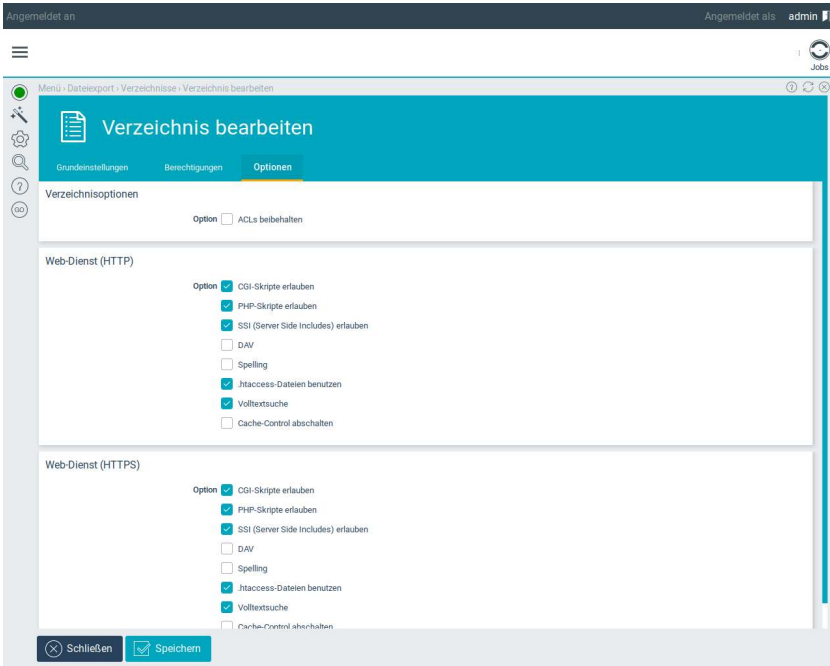 Angemeldet an
Angemeldet als admin
Jobs
Menü › Dateiexport › Verzeichnisse › Verzeichnis bearbeiten
Verzeichnis bearbeiten
Grundeinstellungen Berechtigungen Optionen
Verzeichnisoptionen
Option ACLs beibehalten
Web-Dienst (HTTP)
Option CGI-Skripte erlauben
PHP-Skripte erlauben
SSI (Server Side Includes) erlauben
DAV
Spelling
.htaccess-Dateien benutzen
Volltextsuche
Cache-Control abschalten
Web-Dienst (HTTPS)
Option CGI-Skripte erlauben
PHP-Skripte erlauben
SSI (Server Side Includes) erlauben
DAV
Spelling
.htaccess-Dateien benutzen
Volltextsuche
Cache-Control abschalten
GO
Schließen Speichern